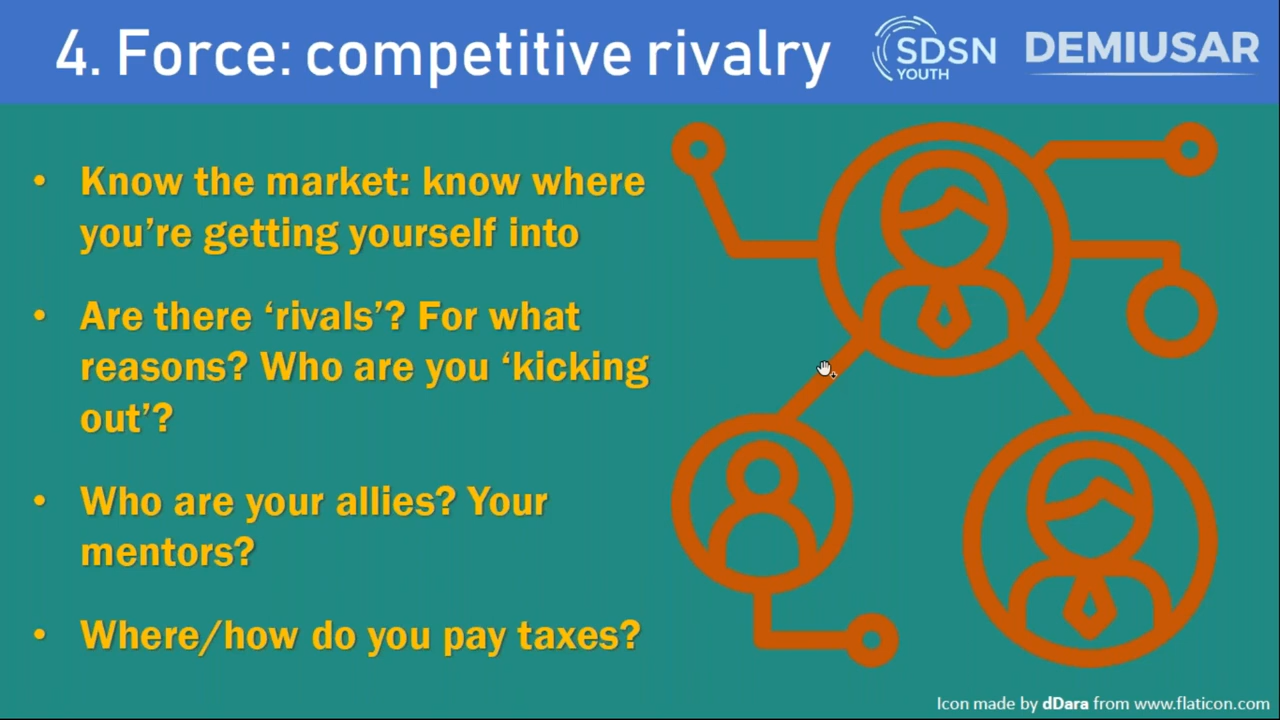 4. Force: competitive rivalry
SDSN
YOUTH
DEMIUSAR
• Know the market: know where
you’re getting yourself into
• Are there ‘rivals’? For what
reasons? Who are you ‘kicking
out’?
• Who are your allies? Your
mentors?
• Where/how do you pay taxes?
Icon made by dDara from www.flaticon.com